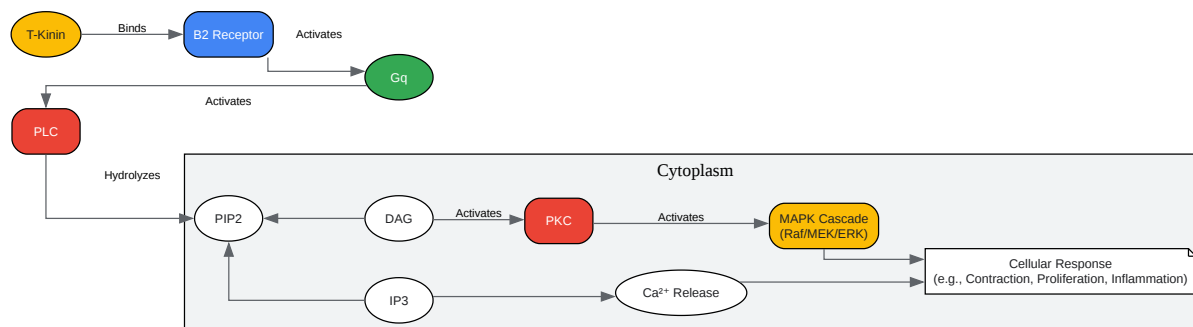 T-Kinin
Binds
B2 Receptor
Activates
Gq
Activates
PLC
Hydrolyzes
Cytoplasm
PIP2
DAG
Activates
PKC
Activates
MAPK Cascade
(Raf/MEK/ERK)
Cellular Response
(e.g., Contraction, Proliferation, Inflammation)
IP3
Ca²⁺ Release